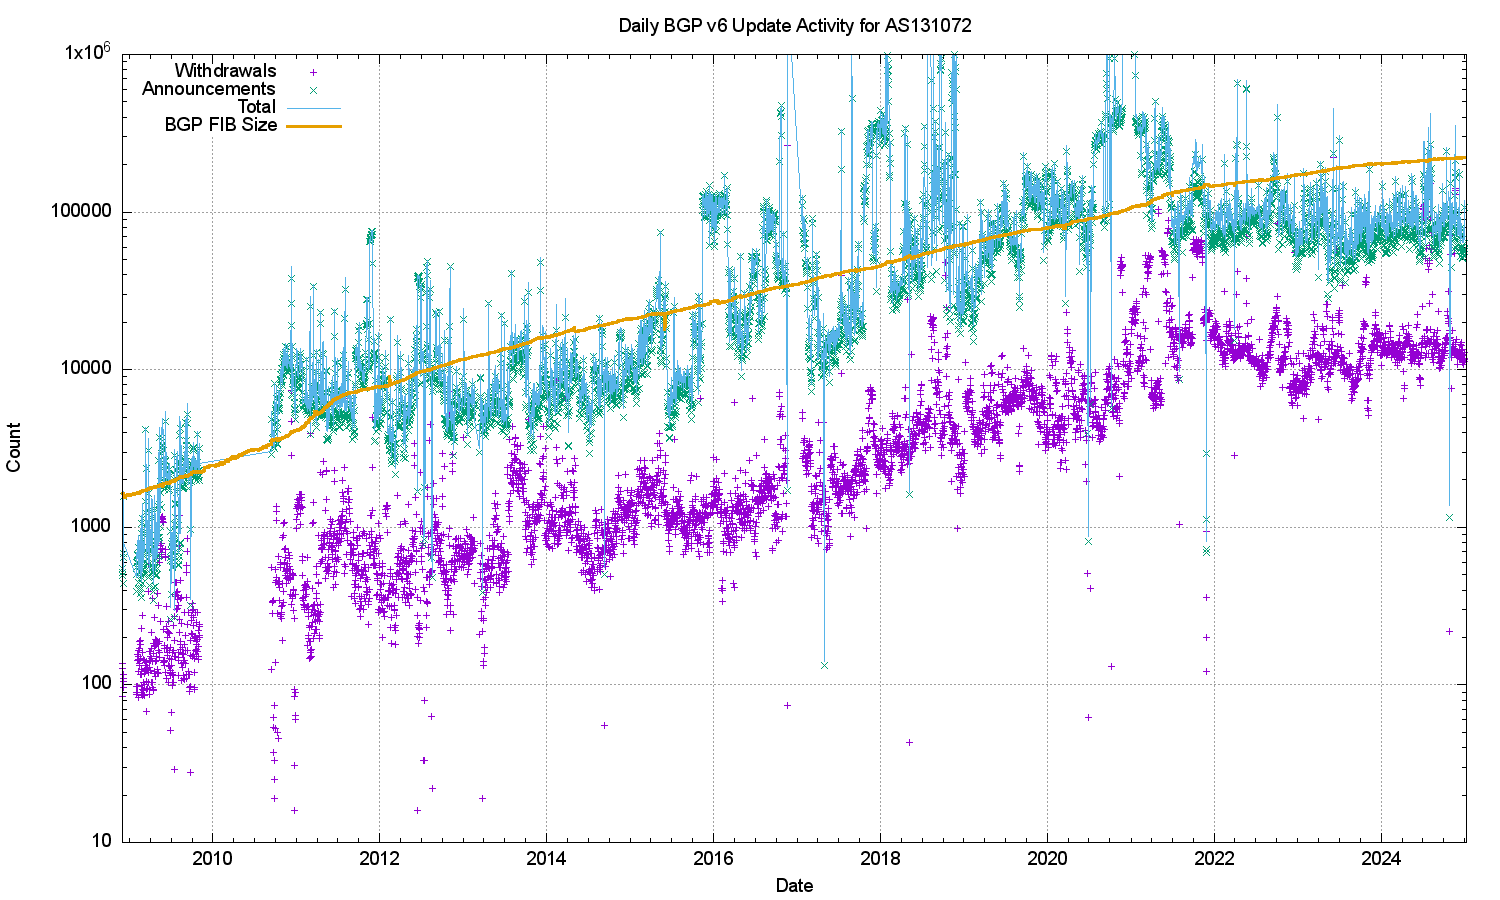 Daily BGP v6 Update Activity for AS131072
1x10^6
Withdrawals
Announcements
Total
BGP FIB Size
100000
10000
1000
100
10
Count
2010 2012 2014 2016 2018 2020 2022 2024
Date